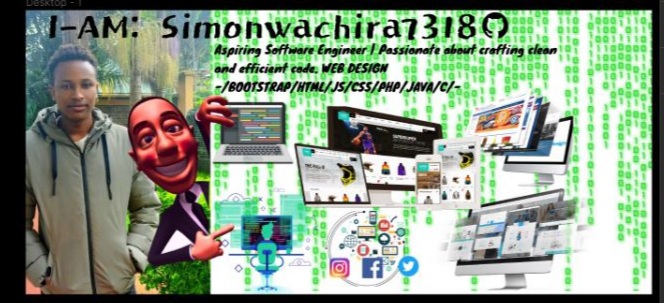 Desktop - 1
I-AM: Simonwachira7318
Aspiring Software Engineer | Passionate about crafting clean
and efficient code. WEB DESIGN
-/BOOTSTRAP/HTML/JS/CSS/PHP/JAVA/C/-